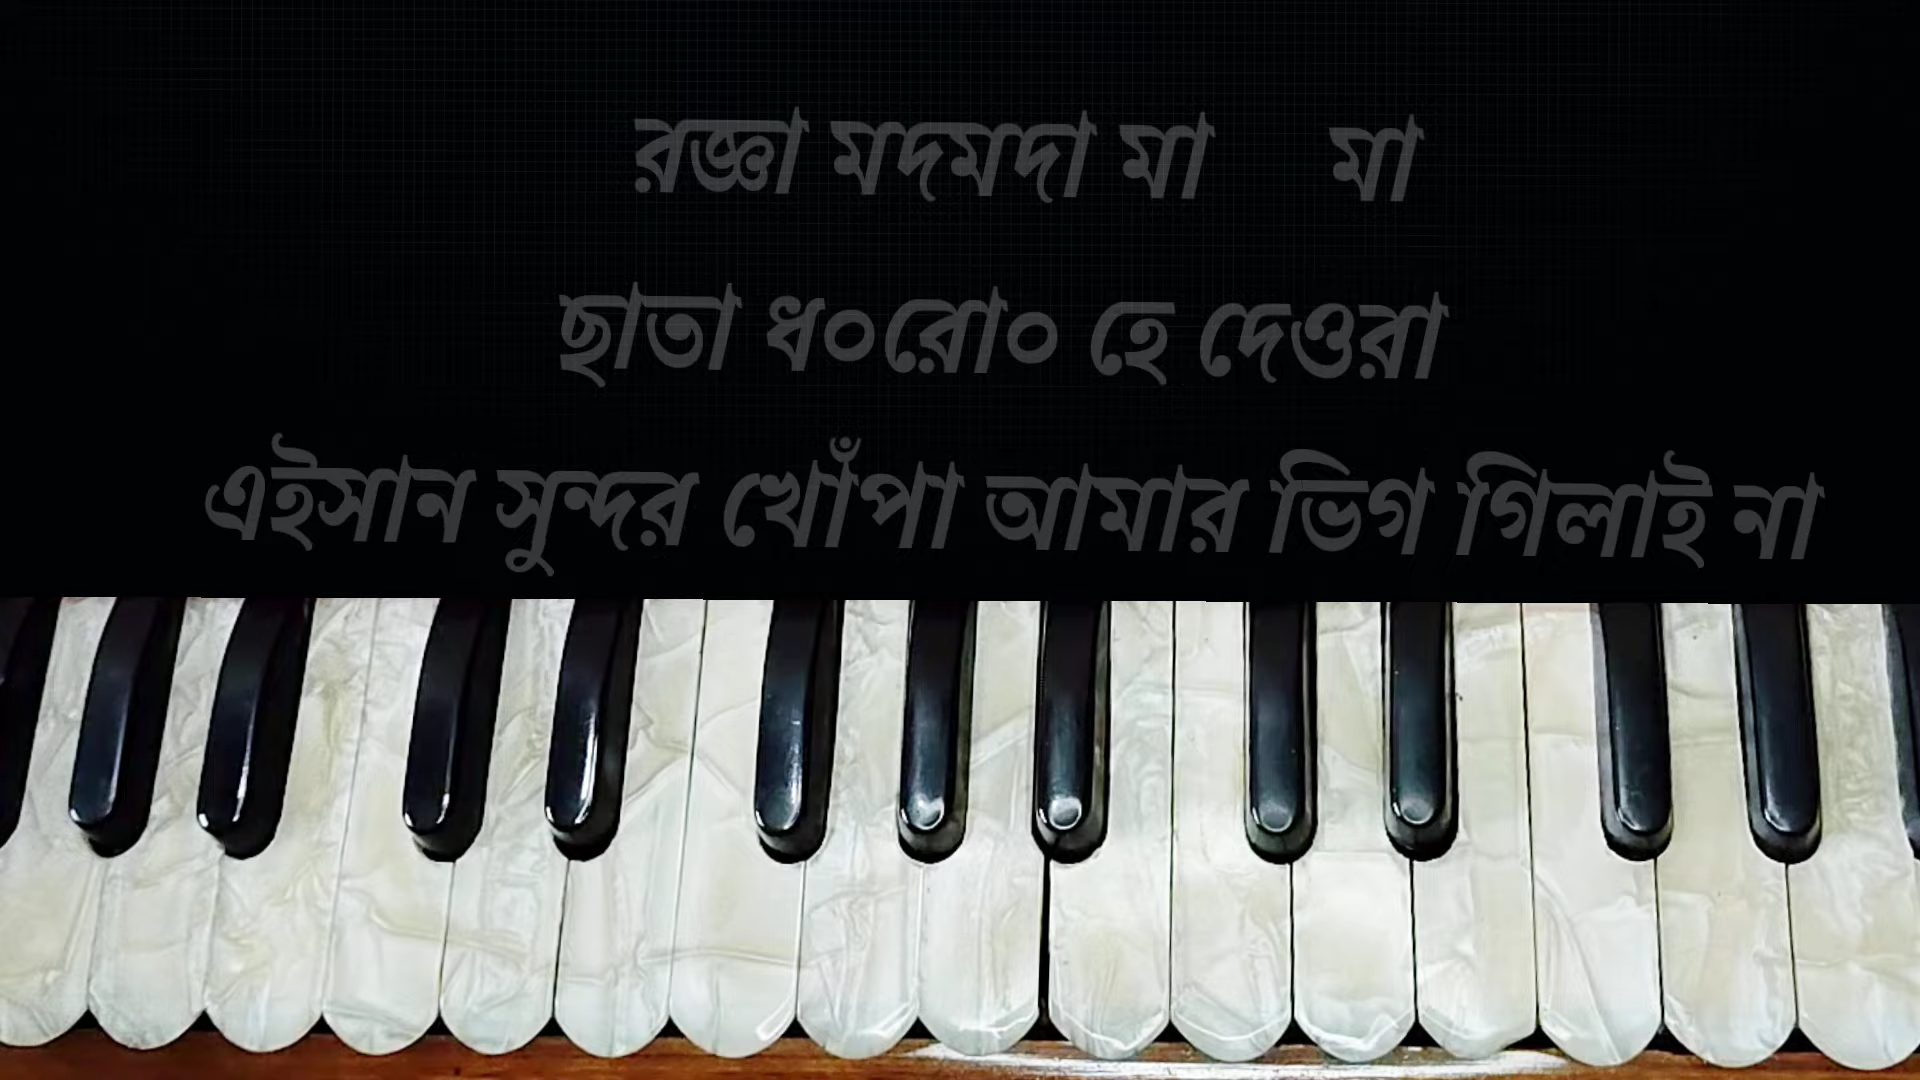 রজ্ঞা মদমদা মা মা
ছাতা ধ০রো০ হে দেওরা
এইসান সুন্দর খোঁপা আমার ভিগ গিলাই না